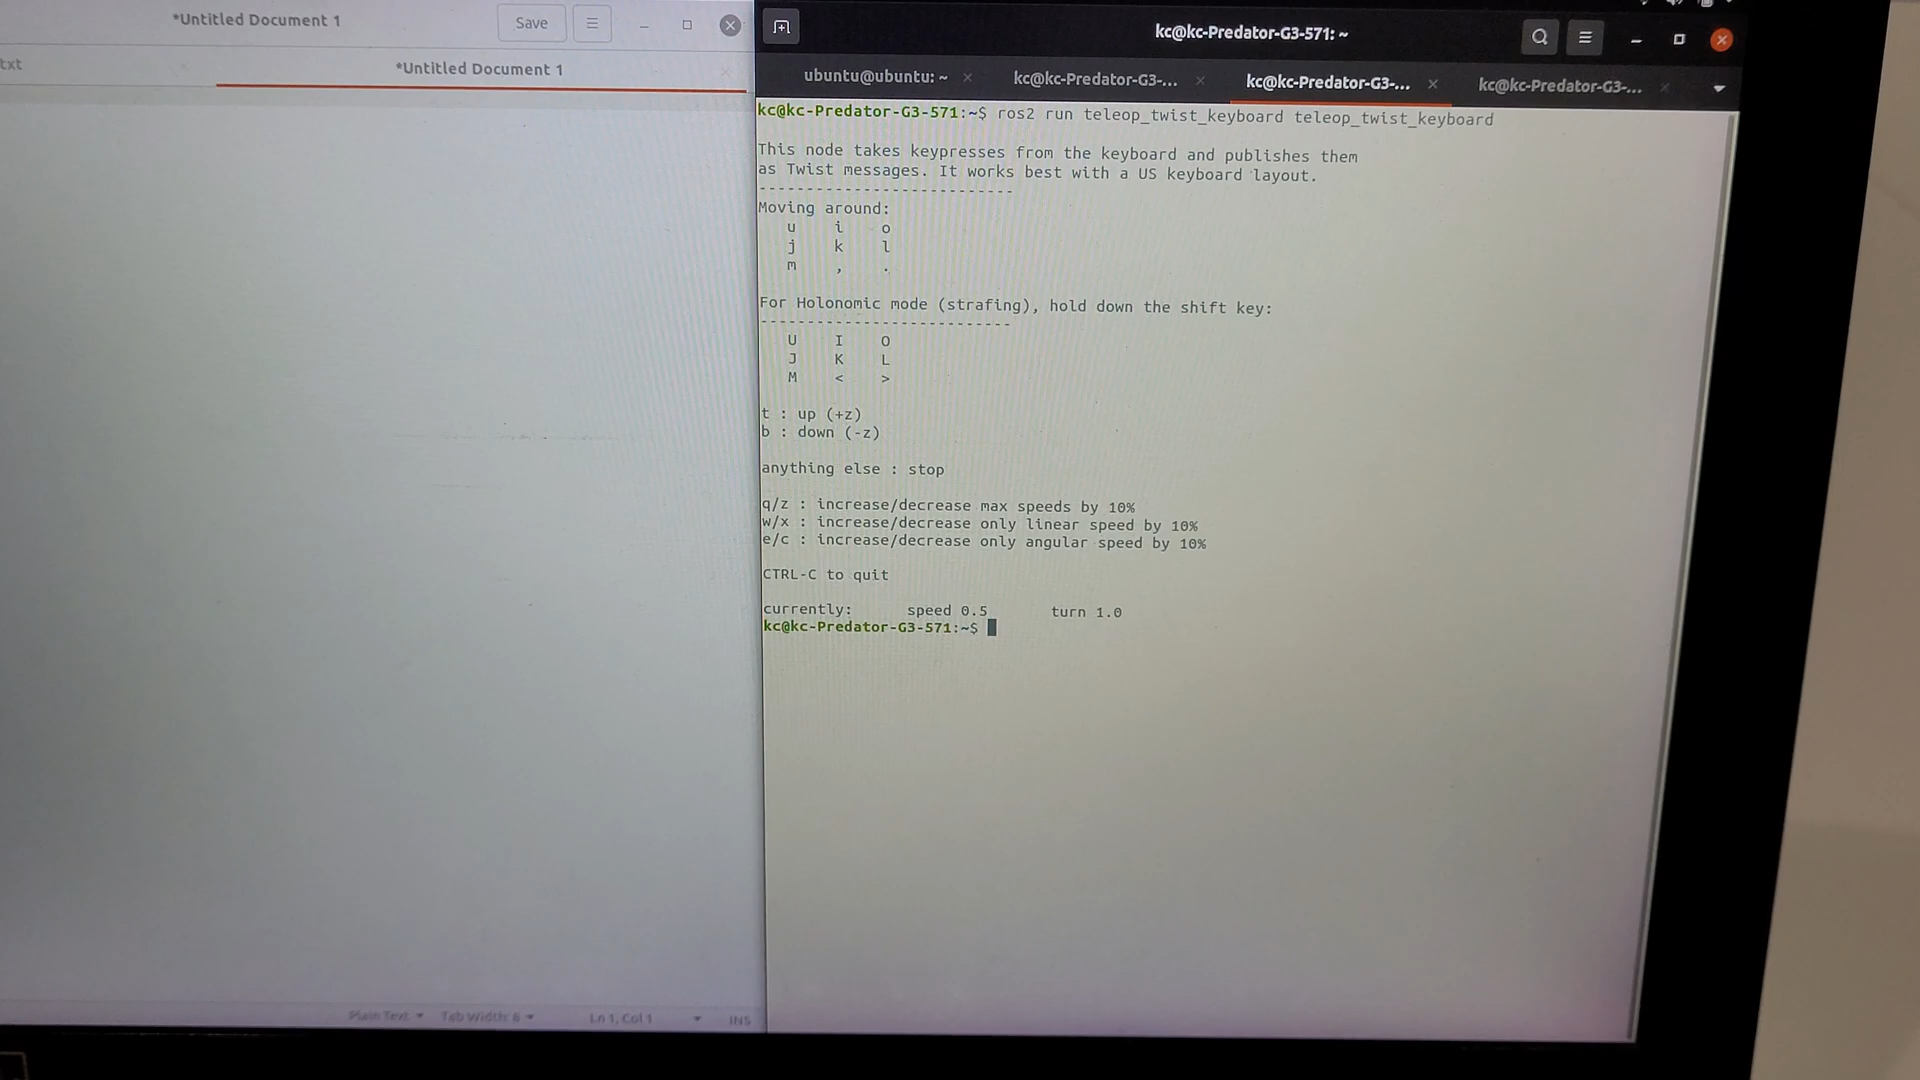 *Untitled Document 1
Save
txt
*Untitled Document 1
Plain Text
Tab Width: 8
Ln 1, Col 1
INS
kc@kc-Predator-G3-571: ~
ubuntu@ubuntu: ~
kc@kc-Predator-G3-...
kc@kc-Predator-G3-...
kc@kc-Predator-G3-...
kc@kc-Predator-G3-571:~$ ros2 run teleop_twist_keyboard teleop_twist_keyboard
This node takes keypresses from the keyboard and publishes them
as Twist messages. It works best with a US keyboard layout.
---------------------------
Moving around:
u i o
j k l
m , .
For Holonomic mode (strafing), hold down the shift key:
---------------------------
U I O
J K L
M < >
t : up (+z)
b : down (-z)
anything else : stop
q/z : increase/decrease max speeds by 10%
w/x : increase/decrease only linear speed by 10%
e/c : increase/decrease only angular speed by 10%
CTRL-C to quit
currently: speed 0.5 turn 1.0
kc@kc-Predator-G3-571:~$